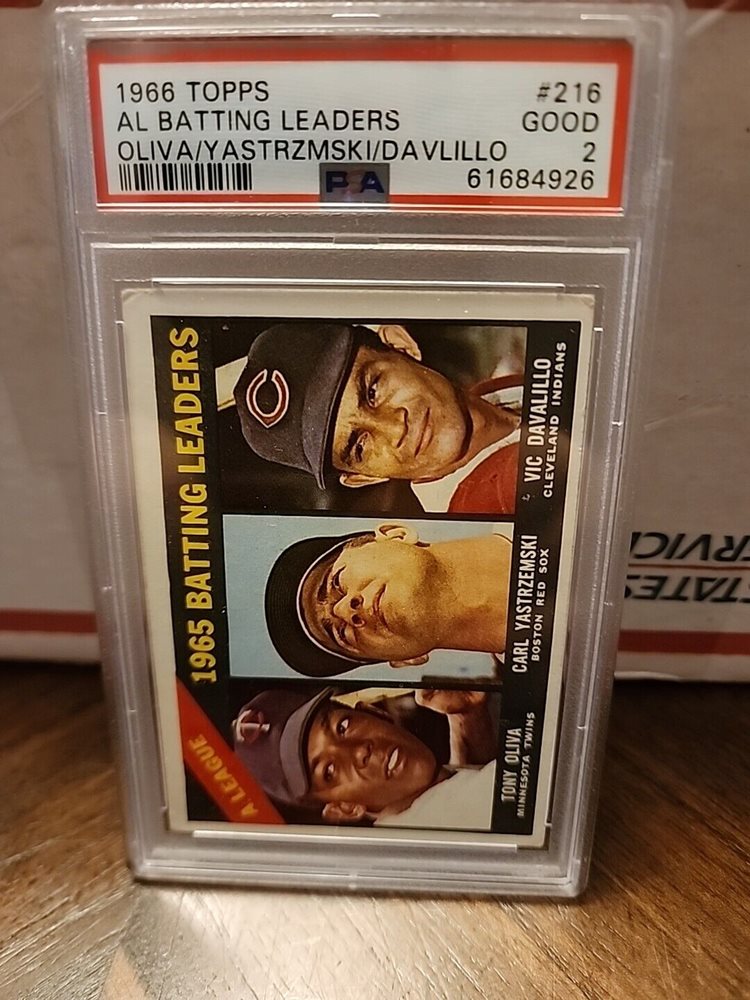 1966 TOPPS #216
AL BATTING LEADERS GOOD
OLIVA/YASTRZMSKI/DAVLILLO 2
PSA 61684926
1965 BATTING LEADERS
A LEAGUE
C
VIC DAVALILLO
CLEVELAND INDIANS
CARL YASTRZEMSKI
BOSTON RED SOX
TONY OLIVA
MINNESOTA TWINS
TC